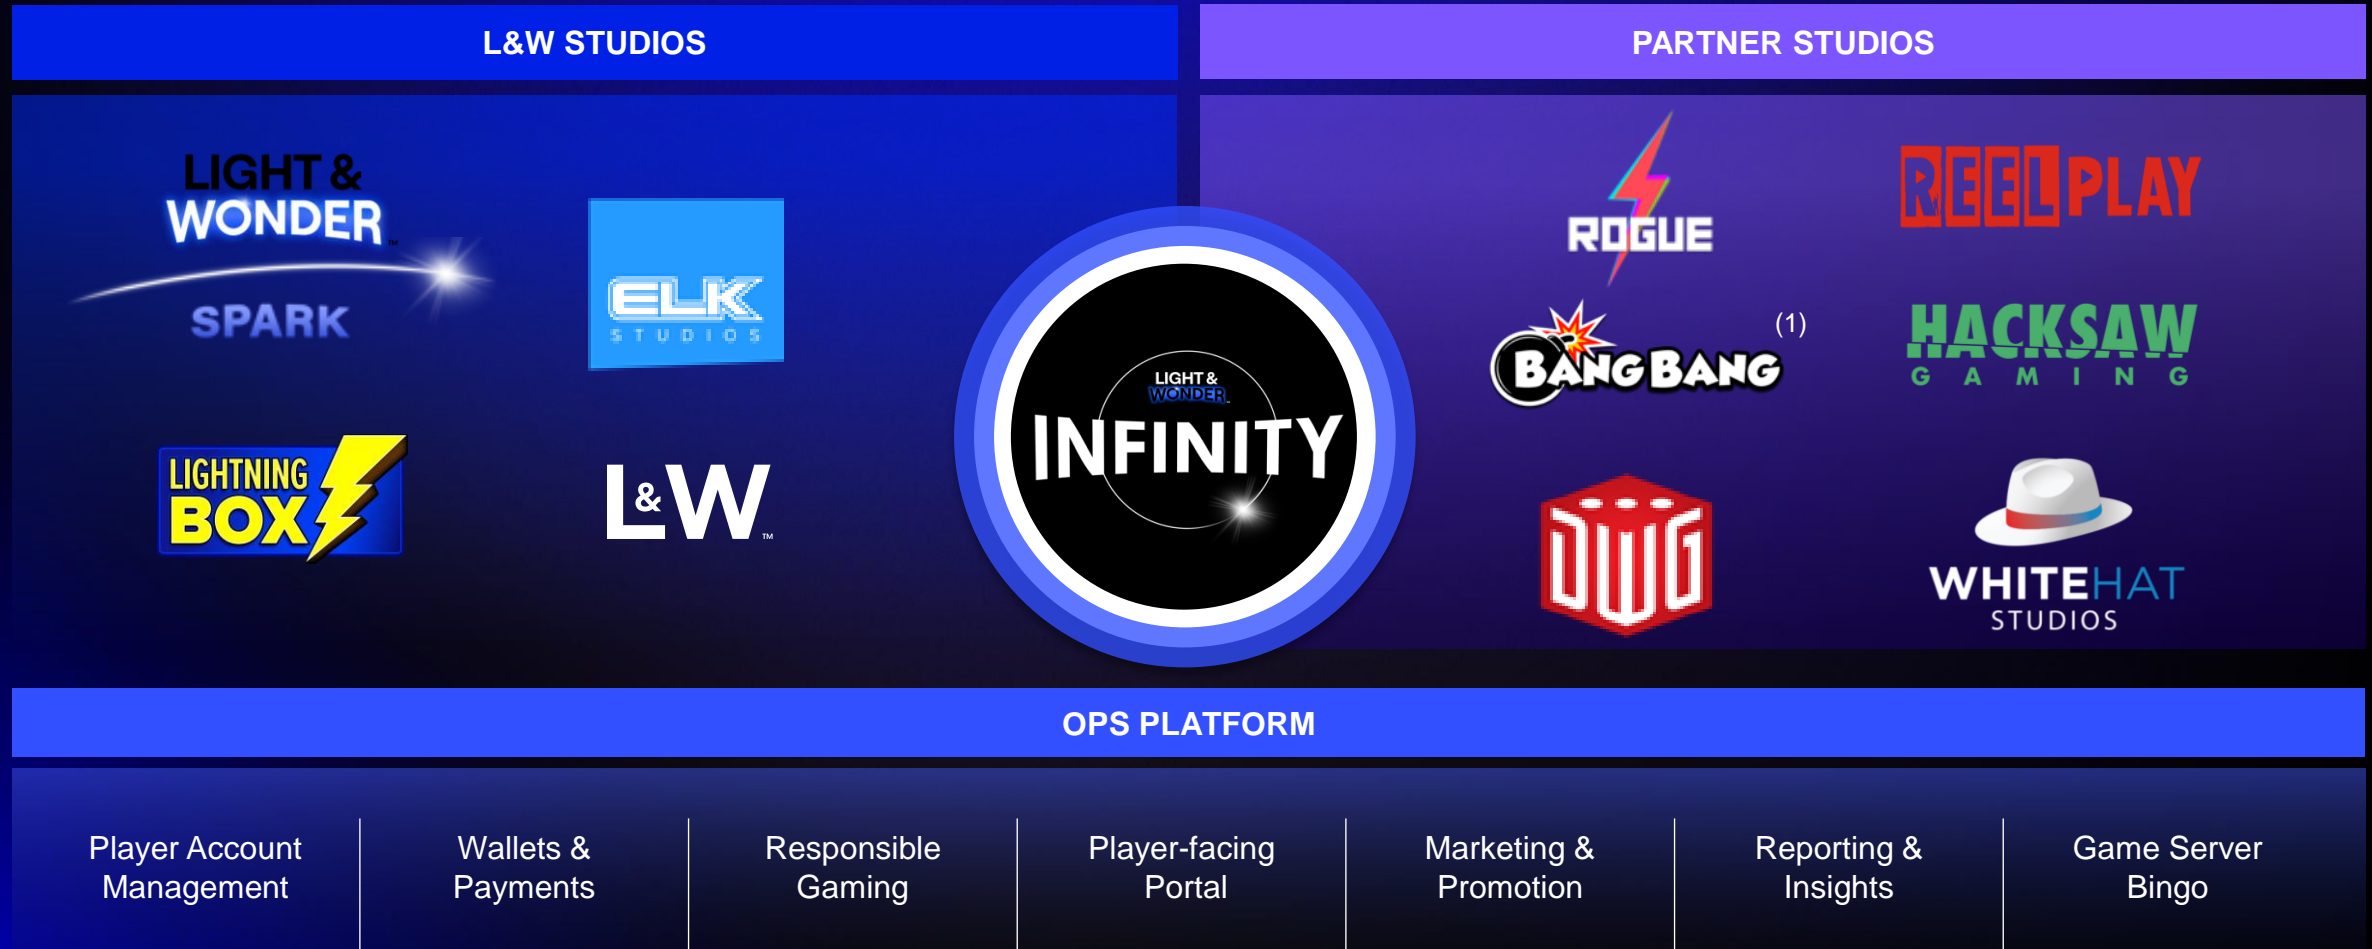 L&W STUDIOS
PARTNER STUDIOS
LIGHT &
WONDER™
SPARK
ELK
STUDIOS
LIGHTNING
BOX
L&W™
LIGHT &
WONDER
INFINITY
ROGUE
REELPLAY
BANG BANG (1)
HACKSAW
GAMING
DWG
WHITEHAT
STUDIOS
OPS PLATFORM
Player Account
Management
Wallets &
Payments
Responsible
Gaming
Player-facing
Portal
Marketing &
Promotion
Reporting &
Insights
Game Server
Bingo